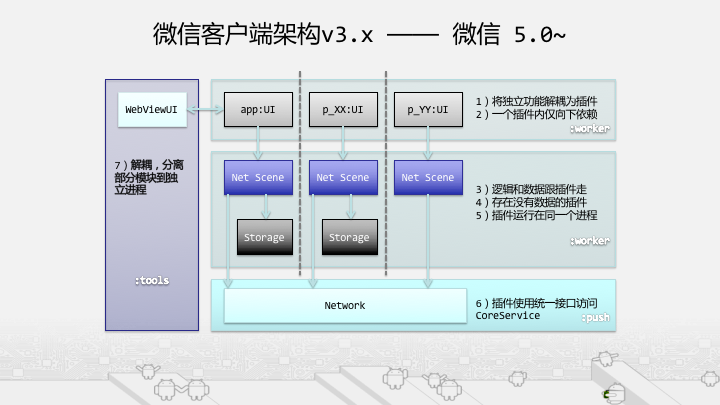 微信客户端架构v3.x —— 微信 5.0~
WebViewUI
app:UI
p_XX:UI
p_YY:UI
1）将独立功能解耦为插件
2）一个插件内仅向下依赖
:worker
7）解耦，分离
部分模块到独
立进程
:tools
Net Scene
Net Scene
Net Scene
Storage
Storage
3）逻辑和数据跟插件走
4）存在没有数据的插件
5）插件运行在同一个进程
:worker
Network
6）插件使用统一接口访问
CoreService
:push